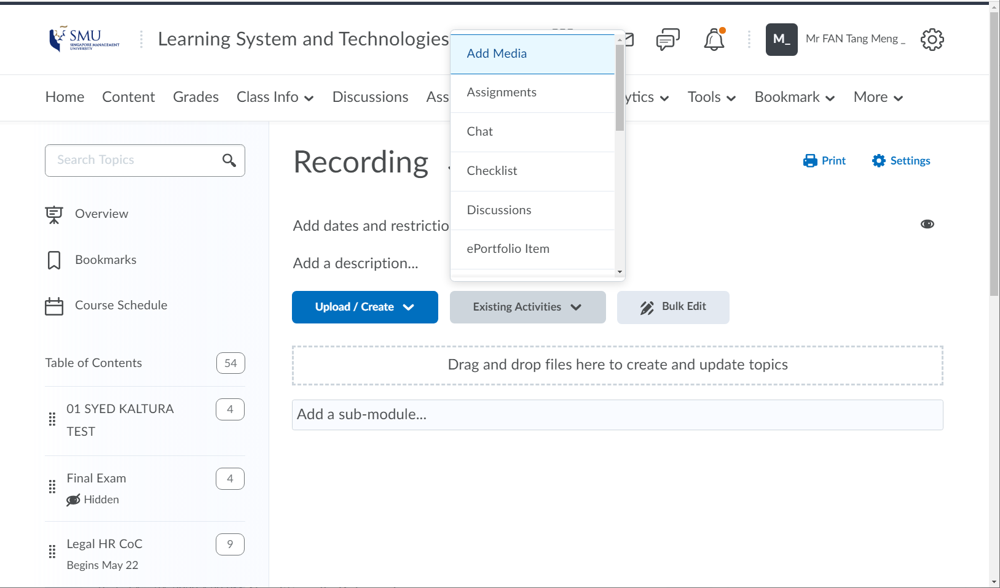 SMU
SINGAPORE MANAGEMENT
UNIVERSITY
Learning System and Technologies
M_
Mr FAN Tang Meng _
Home
Content
Grades
Class Info
Discussions
Ass
ytics
Tools
Bookmark
More
Add Media
Assignments
Chat
Checklist
Discussions
ePortfolio Item
Search Topics
Overview
Bookmarks
Course Schedule
Table of Contents
54
01 SYED KALTURA
TEST
4
Final Exam
4
Hidden
Legal HR CoC
9
Begins May 22
Recording
Print
Settings
Add dates and restrictio
Add a description...
Upload / Create
Existing Activities
Bulk Edit
Drag and drop files here to create and update topics
Add a sub-module...